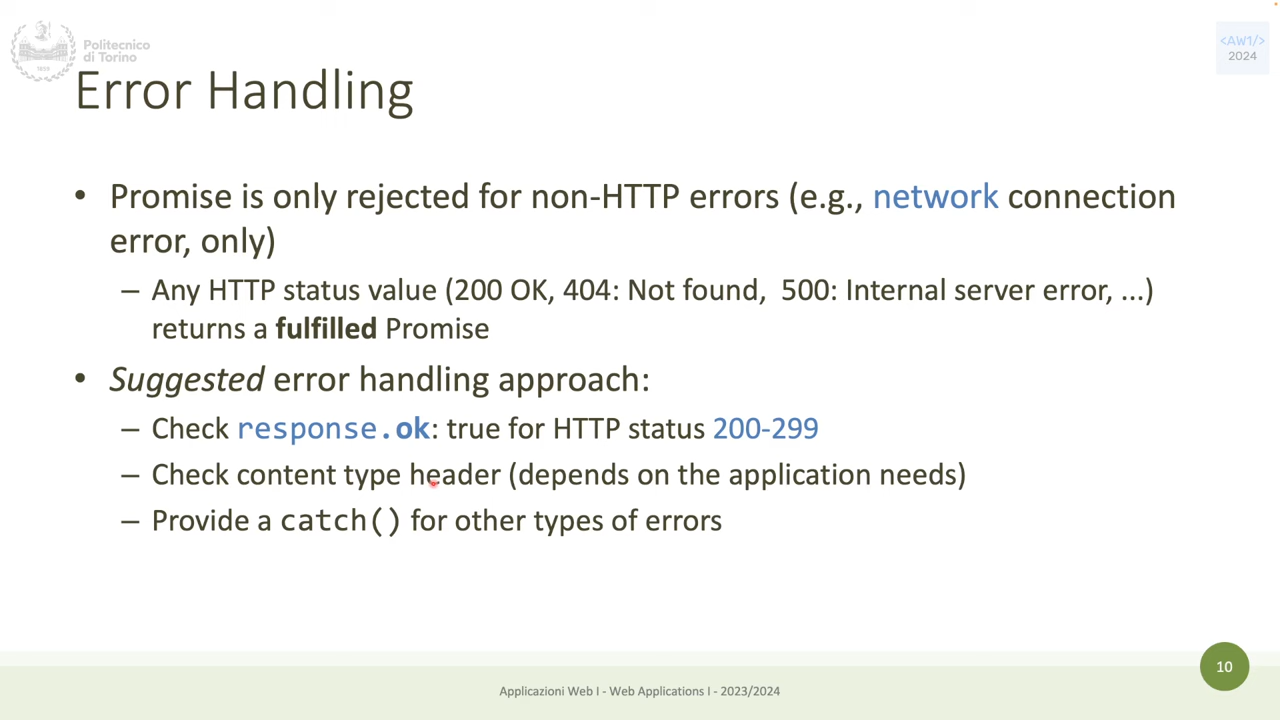 Politecnico
di Torino
1859
<AW1/>
2024
Error Handling
• Promise is only rejected for non-HTTP errors (e.g., network connection
error, only)
– Any HTTP status value (200 OK, 404: Not found, 500: Internal server error, ...)
returns a fulfilled Promise
• Suggested error handling approach:
– Check response.ok: true for HTTP status 200-299
– Check content type header (depends on the application needs)
– Provide a catch() for other types of errors
Applicazioni Web I - Web Applications I - 2023/2024
10